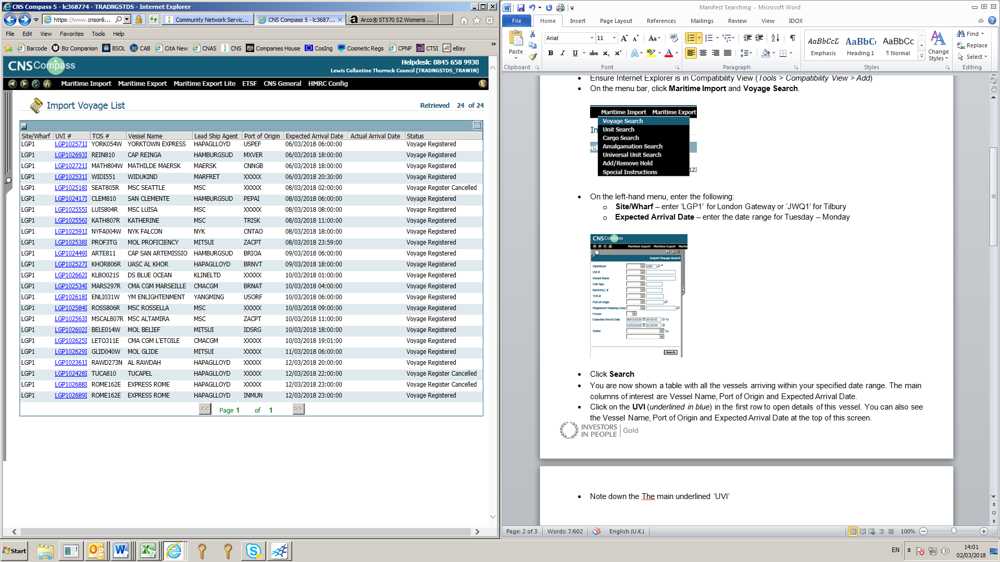 CNS Compass 5 - lc368774 - TRADNGSTDS - Internet Explorer
https://www.cnsonli...
Community Network Servic...
CNS Compass 5 - lc3687...
Arco® ST570 S2 Womens ...
File Edit View Favorites Tools Help
Barcode Biz Companion BSOL CAB CitA New CNAS CNS Companies House CosIng Cosmetic Regs CPNP CTSI eBay
CNSCompass
Helpdesk: 0845 658 9930
Lewis Collantine Thurrock Council (TRADNGSTDS_TRAWIN)
Maritime Import Maritime Export Maritime Export Lite ETSF CNS General HMRC Config
Import Voyage List
Retrieved 24 of 24
Site/Wharf UVI # TOS # Vessel Name Lead Ship Agent Port of Origin Expected Arrival Date Actual Arrival Date Status
LGP1 LGP102571I YORK054W YORKTOWN EXPRESS HAPAGLLOYD USPEF 06/03/2018 06:00:00 Voyage Registered
LGP1 LGP102693I REIN810 CAP REINGA HAMBURGSUD MXVER 06/03/2018 18:00:00 Voyage Registered
LGP1 LGP102721I MATH804W MATHILDE MAERSK MAERSK CNNGB 06/03/2018 18:00:00 Voyage Registered
LGP1 LGP102531I WIDI551 WIDUKIND MARFRET XXXXX 06/03/2018 20:30:00 Voyage Registered
LGP1 LGP102518I SEAT805R MSC SEATTLE MSC XXXXX 08/03/2018 02:00:00 Voyage Register Cancelled
LGP1 LGP102417I CLEM810 SAN CLEMENTE HAMBURGSUD PEPAI 08/03/2018 06:00:00 Voyage Registered
LGP1 LGP102555I LUIS804R MSC LUISA MSC XXXXX 08/03/2018 08:00:00 Voyage Registered
LGP1 LGP102556I KATH807R KATHERINE MSC TRISK 08/03/2018 11:00:00 Voyage Registered
LGP1 LGP102591I NYFA004W NYK FALCON NYK CNTAO 08/03/2018 18:00:00 Voyage Registered
LGP1 LGP102538I PROF3TG MOL PROFICIENCY MITSUI ZACPT 08/03/2018 23:59:00 Voyage Registered
LGP1 LGP102449I ARTE811 CAP SAN ARTEMISSIO HAMBURGSUD BRIOA 09/03/2018 06:00:00 Voyage Registered
LGP1 LGP102527I KHOR806R UASC AL KHOR HAPAGLLOYD BRNVT 09/03/2018 18:00:00 Voyage Registered
LGP1 LGP102662I KLBO021S DS BLUE OCEAN KLINELTD XXXXX 10/03/2018 01:00:00 Voyage Registered
LGP1 LGP102534I MARS297R CMA CGM MARSEILLE CMACGM BRNAT 10/03/2018 04:00:00 Voyage Registered
LGP1 LGP102618I ENLI031W YM ENLIGHTENMENT YANGMING USORF 10/03/2018 06:00:00 Voyage Registered
LGP1 LGP102584I ROSS806R MSC ROSSELLA MSC XXXXX 10/03/2018 09:00:00 Voyage Registered
LGP1 LGP102563I MSCAL807R MSC ALTAMIRA MSC ZACPT 10/03/2018 11:00:00 Voyage Registered
LGP1 LGP102602I BELE014W MOL BELIEF MITSUI IDSRG 10/03/2018 18:00:00 Voyage Registered
LGP1 LGP102625I LETO311E CMA CGM L'ETOILE CMACGM XXXXX 10/03/2018 19:01:00 Voyage Registered
LGP1 LGP102629I GLID040W MOL GLIDE MITSUI XXXXX 11/03/2018 06:00:00 Voyage Registered
LGP1 LGP102361I RAWD273N AL RAWDAH HAPAGLLOYD XXXXX 12/03/2018 20:00:00 Voyage Registered
LGP1 LGP102428I TUCA810 TUCAPEL HAPAGLLOYD XXXXX 12/03/2018 22:00:00 Voyage Register Cancelled
LGP1 LGP102688I ROME162E EXPRESS ROME HAPAGLLOYD XXXXX 12/03/2018 23:00:00 Voyage Register Cancelled
LGP1 LGP102689I ROME162E EXPRESS ROME HAPAGLLOYD INMUN 12/03/2018 23:00:00 Voyage Registered
<< Page 1 of 1 >>
Manifest Searching - Microsoft Word
File Home Insert Page Layout References Mailings Review View IDOX
Paste
Arial 11
AaBbCcD AaBbC( AaBbCc
Emphasis Heading 1 ¶ Normal
Change Styles
Find
Replace
Select
Clipboard Font Paragraph Styles Editing
• Ensure Internet Explorer is in Compatibility View (Tools > Compatibility View > Add)
• On the menu bar, click Maritime Import and Voyage Search.
Maritime Import Maritime Export
Voyage Search
Unit Search
Cargo Search
Amalgamation Search
Universal Unit Search
Add/Remove Hold
Special Instructions
• On the left-hand menu, enter the following:
o Site/Wharf – enter ‘LGP1’ for London Gateway or ‘JWQ1’ for Tilbury
o Expected Arrival Date – enter the date range for Tuesday – Monday
CNSCompass
Maritime Import Maritime Export Mariti
Import Voyage Search
Site/Wharf LGP1
UVI #
Vessel Name
Call Sign
IMO/HULL #
TOS #
Port of Origin
Registered Shipping Lines
Frozen
Expected Arrival Date 06/03/2018 00:00:01 To
12/03/2018 23:59:59
Status To
Search
• Click Search
• You are now shown a table with all the vessels arriving within your specified date range. The main
columns of interest are Vessel Name, Port of Origin and Expected Arrival Date.
• Click on the UVI (underlined in blue) in the first row to open details of this vessel. You can also see
the Vessel Name, Port of Origin and Expected Arrival Date at the top of this screen.
INVESTORS IN PEOPLE | Gold
• Note down the The main underlined ‘UVI’
Page: 2 of 3 Words: 7/602 English (U.K.) 100%
Start
EN
14:01
02/03/2018